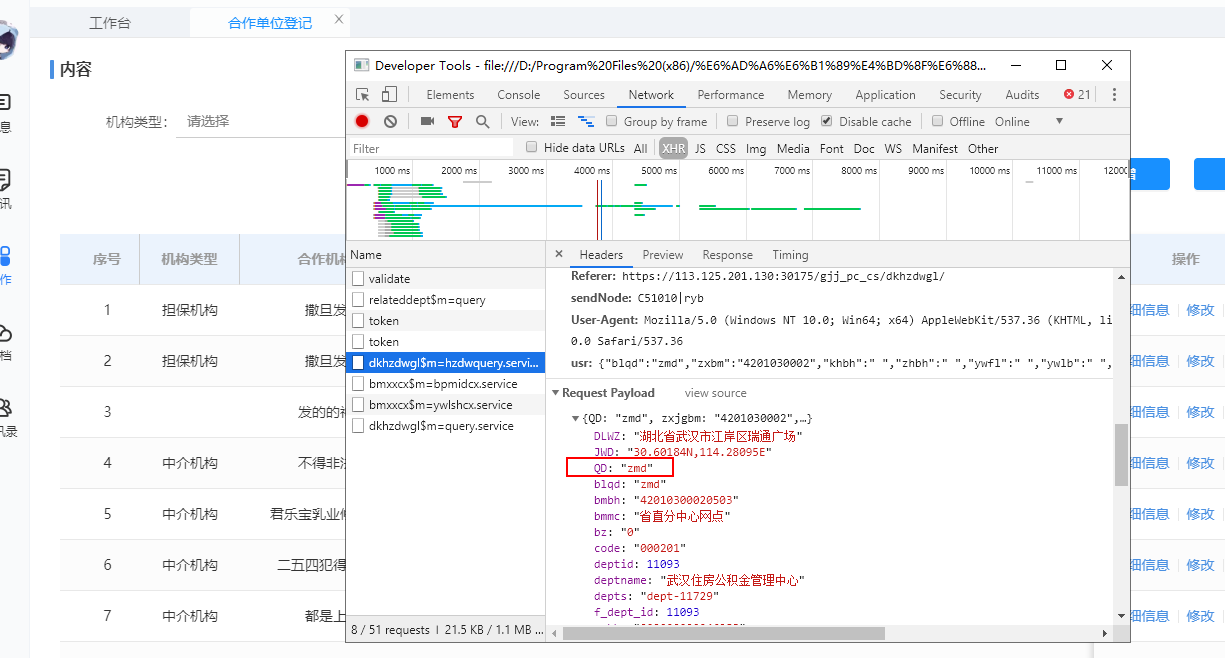 工作台 合作单位登记
内容
机构类型： 请选择
序号 机构类型 操作
1 担保机构 撒且发 细信息 修改
2 担保机构 撒且发 细信息 修改
3 细信息 修改
4 中介机构 细信息 修改
5 中介机构 细信息 修改
6 中介机构 二五四犯得 细信息 修改
7 中介机构 都是上 细信息 修改
Developer Tools - file:///D:/Program%20Files%20(x86)/%E6%AD%A6%E6%B1%89%E4%BD%8F%E6%88...
Elements Console Sources Network Performance Memory Application Security Audits 21
View: Group by frame Preserve log Disable cache Offline Online
Filter Hide data URLs All XHR JS CSS Img Media Font Doc WS Manifest Other
1000 ms 2000 ms 3000 ms 4000 ms 5000 ms 6000 ms 7000 ms 8000 ms 9000 ms 10000 ms 11000 ms 12000
Name
validate
relateddept$m=query
token
token
dkhzdwgl$m=hzdwquery.servi...
bmxxcx$m=bpmidcx.service
bmxxcx$m=ywlshcx.service
dkhzdwgl$m=query.service
8 / 51 requests | 21.5 KB / 1.1 MB ...
Headers Preview Response Timing
Referer: https://113.125.201.130:30175/gjj_pc_cs/dkhzdwgl/
sendNode: C51010|ryb
User-Agent: Mozilla/5.0 (Windows NT 10.0; Win64; x64) AppleWebKit/537.36 (KHTML, li
0.0 Safari/537.36
usr: {"blqd":"zmd","zxbm":"4201030002","khbh":" ","zhbh":" ","ywfl":" ","ywlb":" ",
Request Payload view source
{QD: "zmd", zxjgbm: "4201030002",…}
DLWZ: "湖北省武汉市江岸区瑞通广场"
JWD: "30.60184N,114.28095E"
QD: "zmd"
blqd: "zmd"
bmbh: "42010300020503"
bmmc: "省直分中心网点"
bz: "0"
code: "000201"
deptid: 11093
deptname: "武汉住房公积金管理中心"
depts: "dept-11729"
f_dept_id: 11093